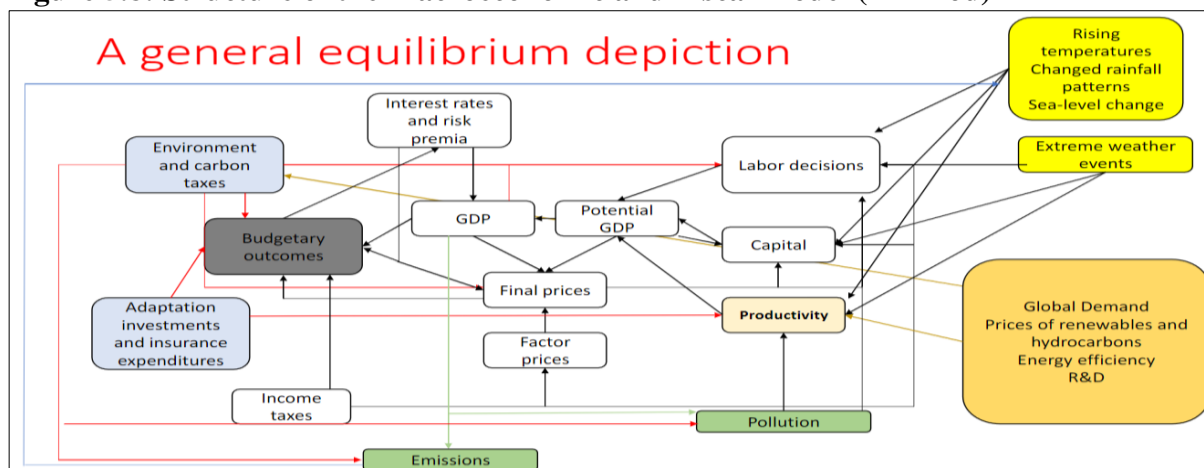 A general equilibrium depiction
Rising
temperatures
Changed rainfall
patterns
Sea-level change
Interest rates
and risk
premia
Environment
and carbon
taxes
Labor decisions
Extreme weather
events
GDP
Potential
GDP
Budgetary
outcomes
Capital
Final prices
Adaptation
investments
and insurance
expenditures
Productivity
Global Demand
Prices of renewables and
hydrocarbons
Energy efficiency
R&D
Factor
prices
Income
taxes
Pollution
Emissions